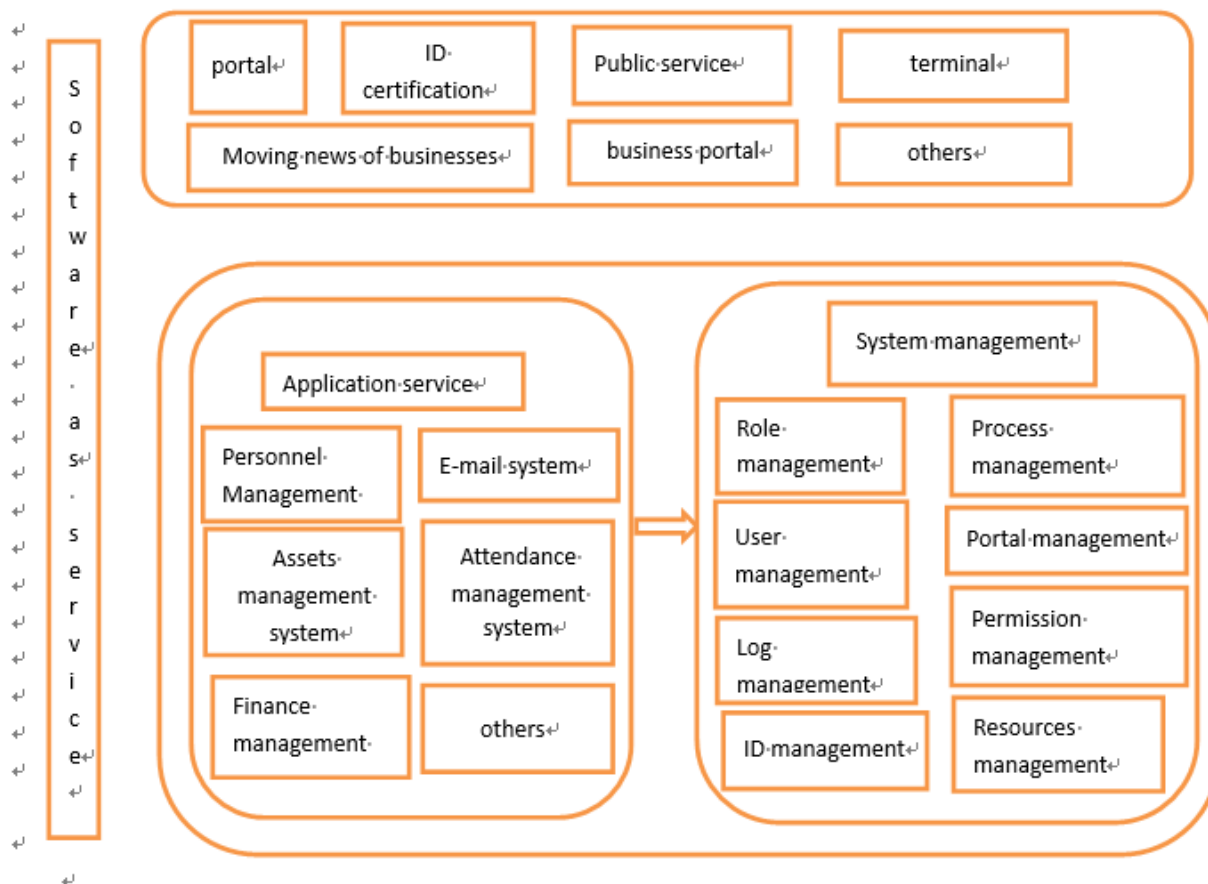 Software as service
portal
ID
certification
Public service
terminal
Moving news of businesses
business portal
others
Application service
Personnel
Management
E-mail system
Assets
management
system
Attendance
management
system
Finance
management
others
System management
Role
management
Process
management
User
management
Portal management
Log
management
Permission
management
ID management
Resources
management